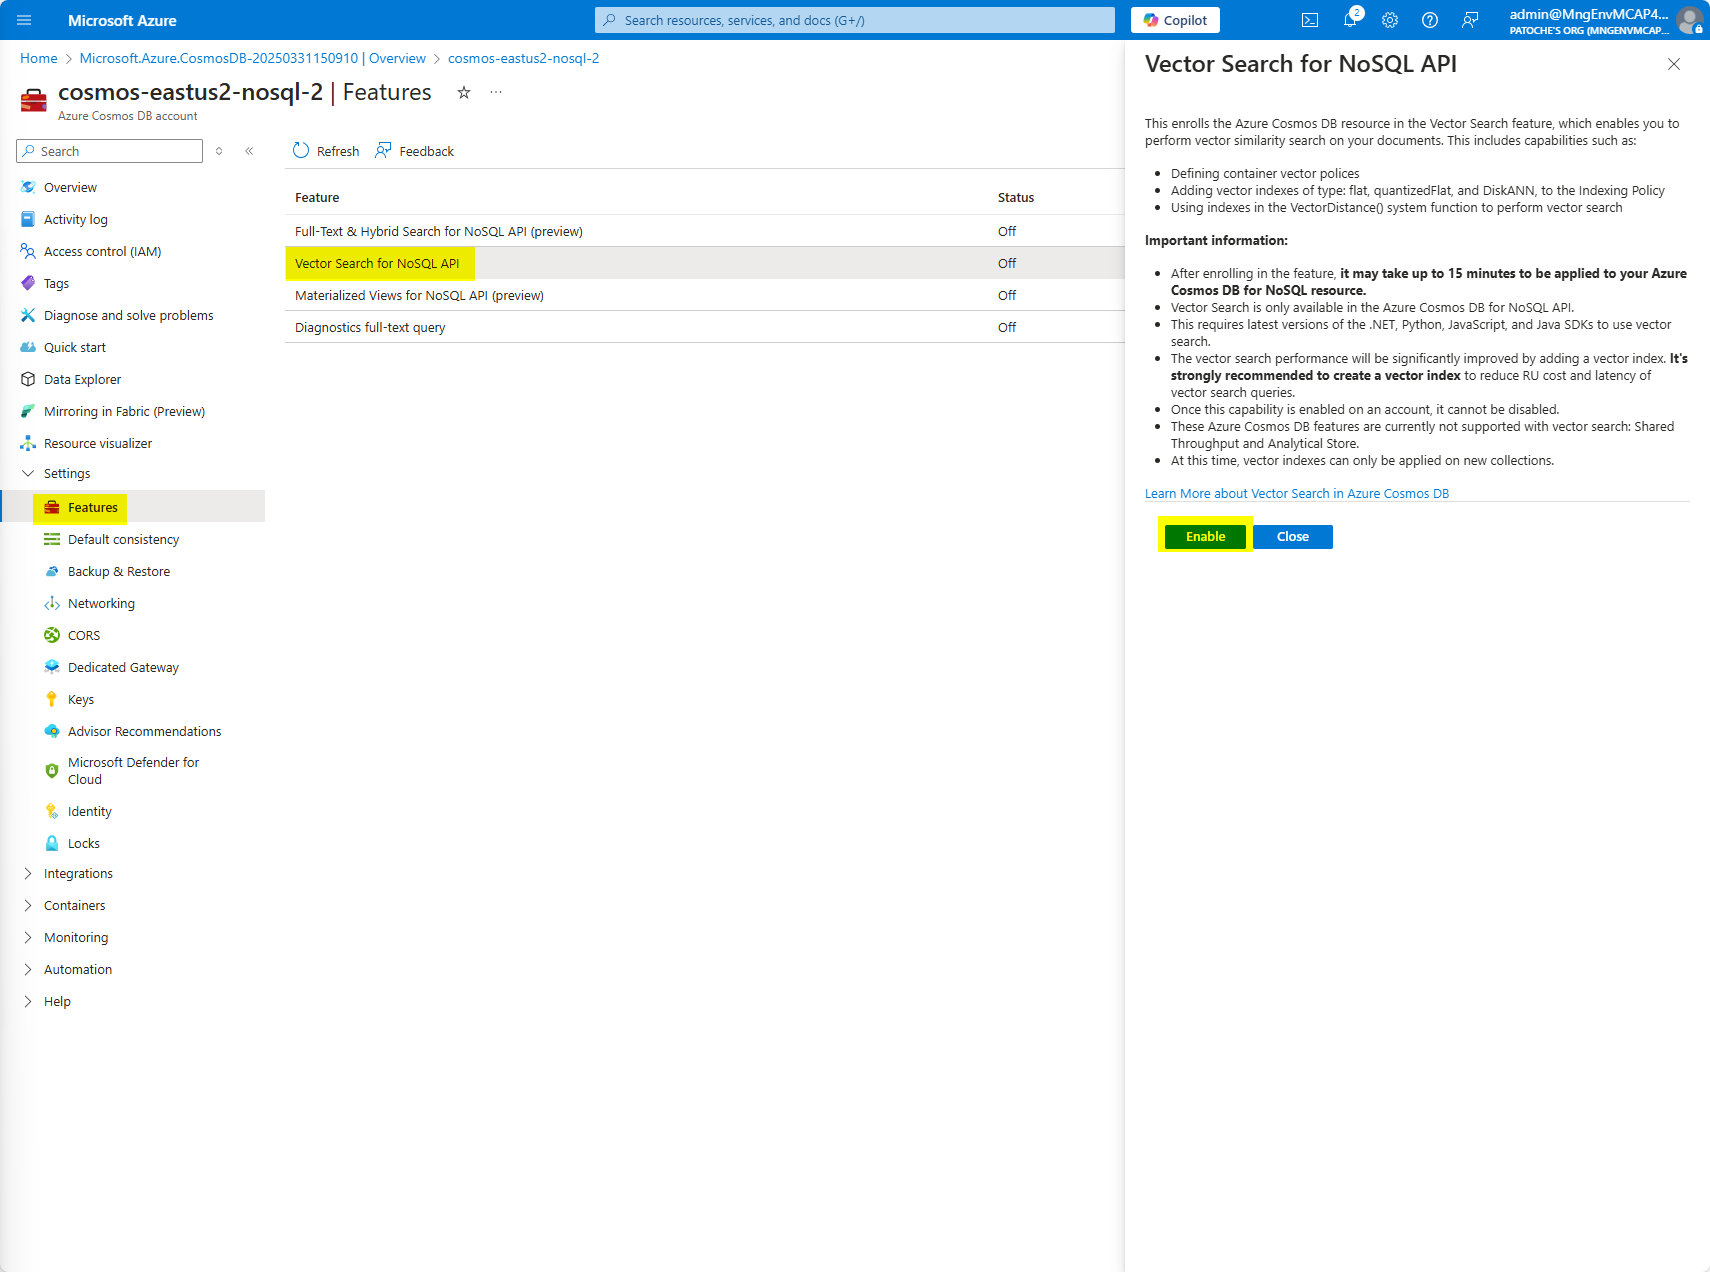 Microsoft Azure
Search resources, services, and docs (G+/)
Copilot
2
admin@MngEnvMCAP4...
PATOCHE'S ORG (MNGENVMCAP...
Home > Microsoft.Azure.CosmosDB-20250331150910 | Overview > cosmos-eastus2-nosql-2
cosmos-eastus2-nosql-2 | Features
Azure Cosmos DB account
Search
Overview
Activity log
Access control (IAM)
Tags
Diagnose and solve problems
Quick start
Data Explorer
Mirroring in Fabric (Preview)
Resource visualizer
Settings
Features
Default consistency
Backup & Restore
Networking
CORS
Dedicated Gateway
Keys
Advisor Recommendations
Microsoft Defender for
Cloud
Identity
Locks
Integrations
Containers
Monitoring
Automation
Help
Refresh
Feedback
Feature Status
Full-Text & Hybrid Search for NoSQL API (preview) Off
Vector Search for NoSQL API Off
Materialized Views for NoSQL API (preview) Off
Diagnostics full-text query Off
Vector Search for NoSQL API
This enrolls the Azure Cosmos DB resource in the Vector Search feature, which enables you to
perform vector similarity search on your documents. This includes capabilities such as:
• Defining container vector polices
• Adding vector indexes of type: flat, quantizedFlat, and DiskANN, to the Indexing Policy
• Using indexes in the VectorDistance() system function to perform vector search
Important information:
• After enrolling in the feature, it may take up to 15 minutes to be applied to your Azure
Cosmos DB for NoSQL resource.
• Vector Search is only available in the Azure Cosmos DB for NoSQL API.
• This requires latest versions of the .NET, Python, JavaScript, and Java SDKs to use vector
search.
• The vector search performance will be significantly improved by adding a vector index. It's
strongly recommended to create a vector index to reduce RU cost and latency of
vector search queries.
• Once this capability is enabled on an account, it cannot be disabled.
• These Azure Cosmos DB features are currently not supported with vector search: Shared
Throughput and Analytical Store.
• At this time, vector indexes can only be applied on new collections.
Learn More about Vector Search in Azure Cosmos DB
Enable
Close